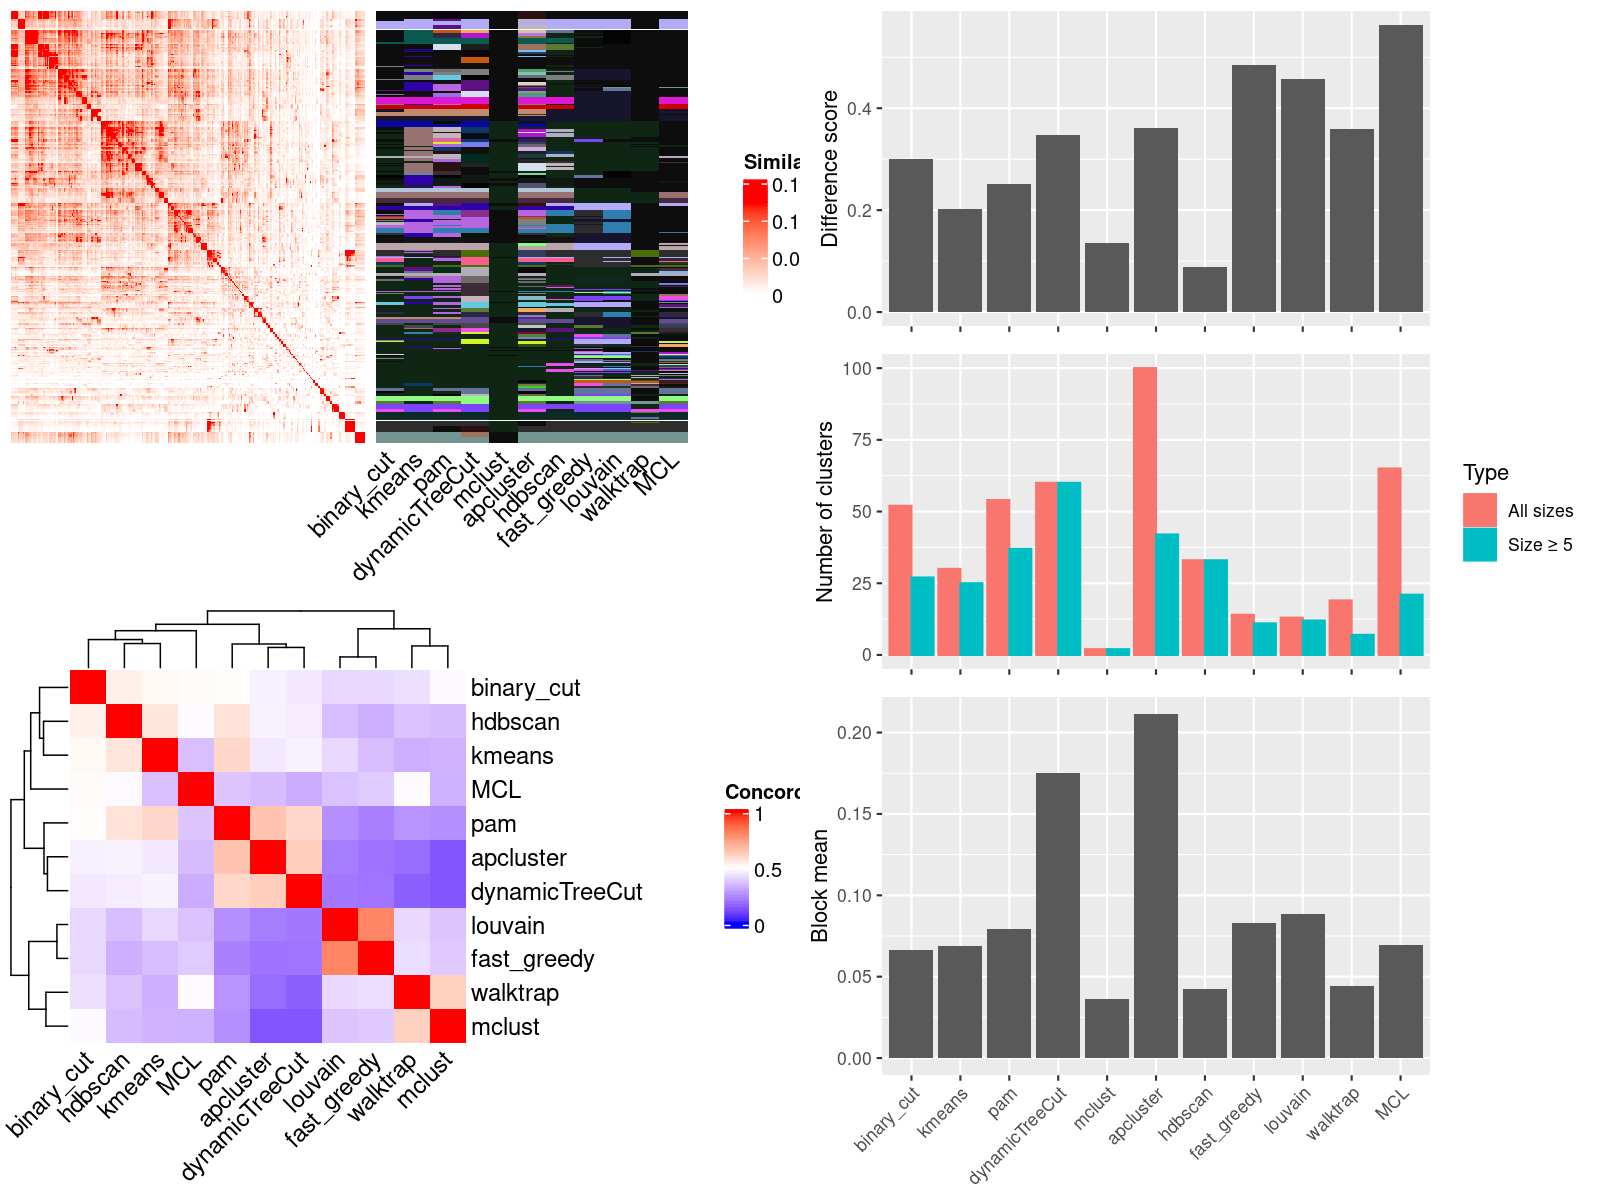 Simila
0.1
0.1
0.0
0
binary_cut
kmeans
pam
dynamicTreeCut
mclust
apcluster
hdbscan
fast_greedy
louvain
walktrap
MCL
binary_cut
hdbscan
kmeans
MCL
pam
apcluster
dynamicTreeCut
louvain
fast_greedy
walktrap
mclust
binary_cut
hdbscan
kmeans
MCL
pam
apcluster
dynamicTreeCut
louvain
fast_greedy
walktrap
mclust
Concord
1
0.5
0
Difference score
0.4
0.2
0.0
Number of clusters
100
75
50
25
0
Type
All sizes
Size ≥ 5
Block mean
0.20
0.15
0.10
0.05
0.00
binary_cut
kmeans
pam
dynamicTreeCut
mclust
apcluster
hdbscan
fast_greedy
louvain
walktrap
MCL